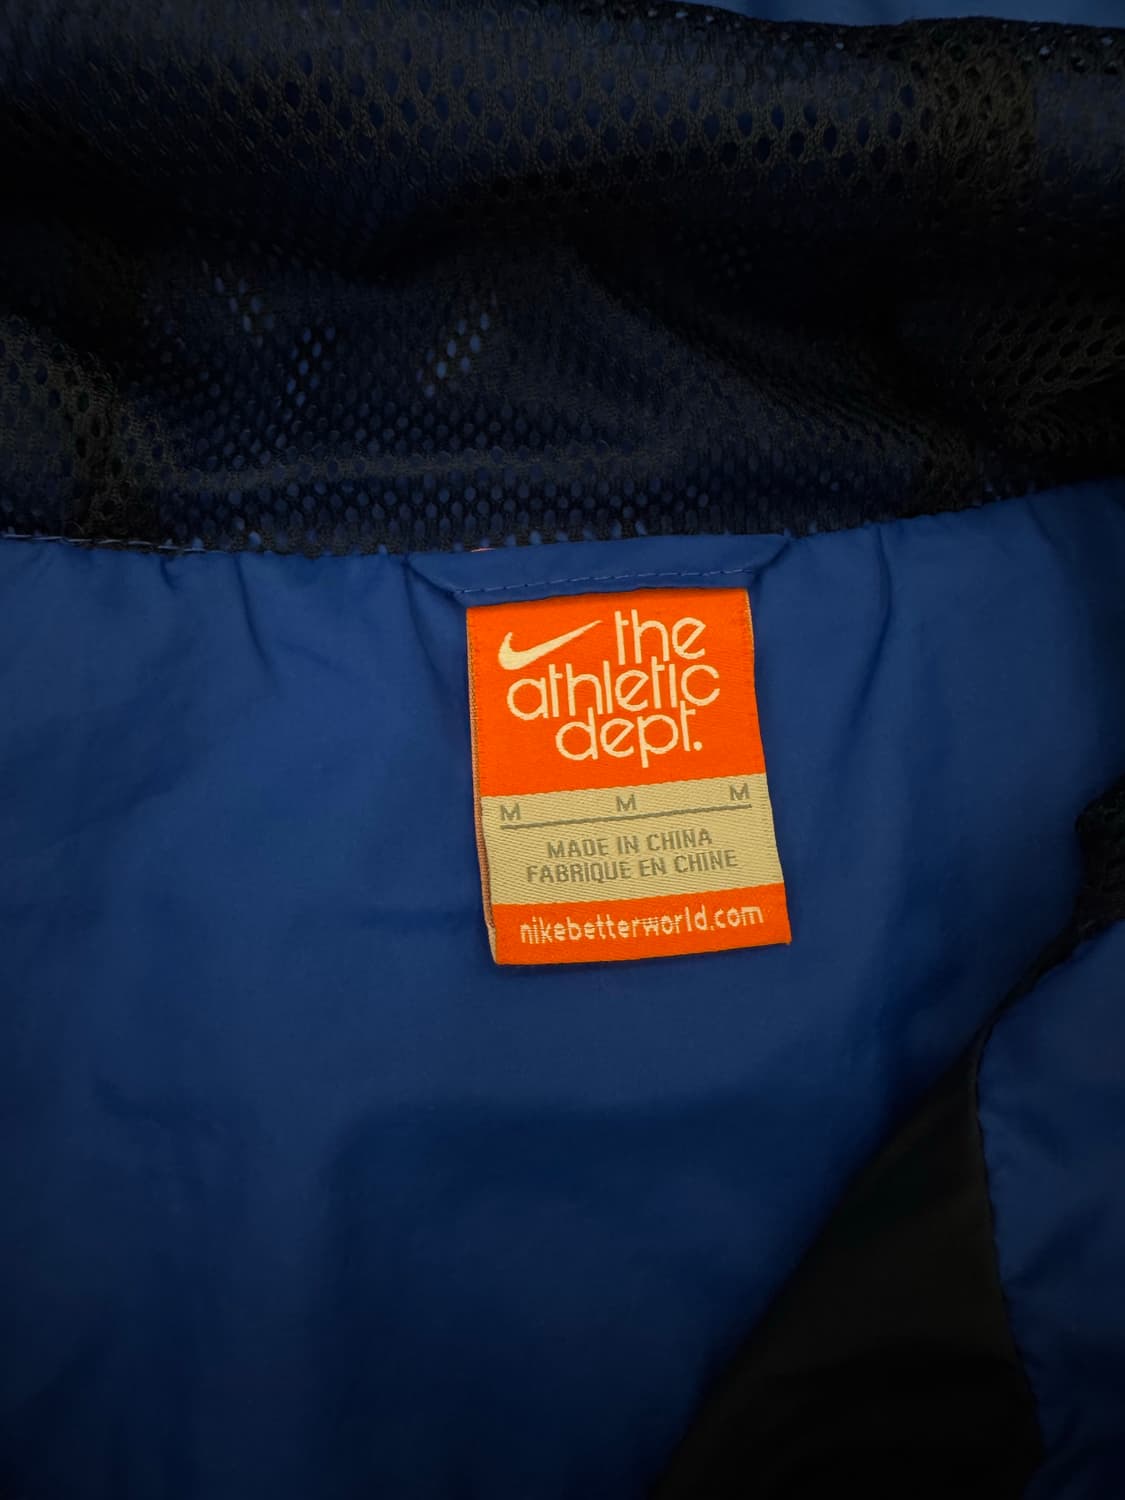 the
athletic
dept.
M M M
MADE IN CHINA
FABRIQUE EN CHINE
nikebetterworld.com